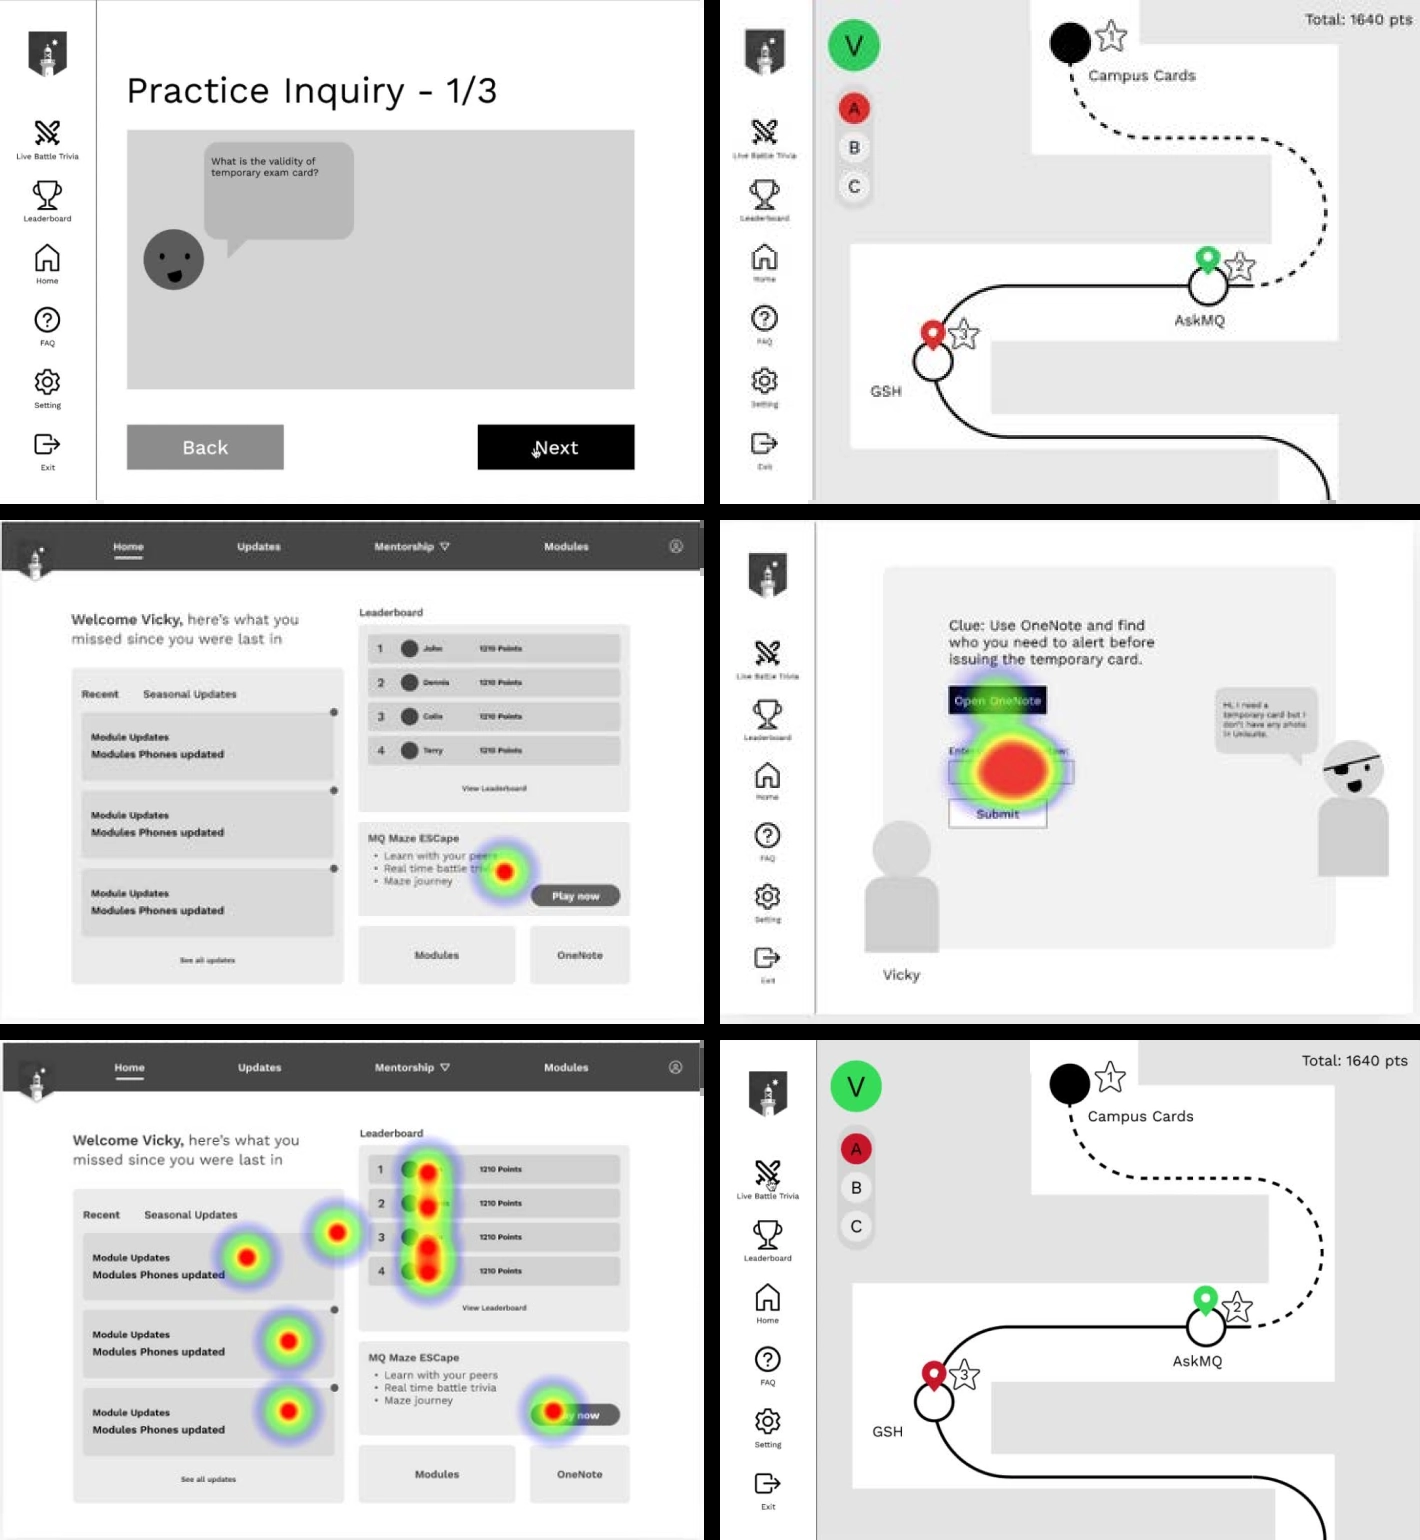 Practice Inquiry - 1/3
What is the validity of
temporary exam card?
Live Battle Trivia
Leaderboard
Home
FAQ
Setting
Exit
Back
Next
Total: 1640 pts
V
A
B
C
1
Campus Cards
2
AskMQ
3
GSH
Live Battle Trivia
Leaderboard
Home
FAQ
Setting
Exit
Home
Updates
Mentorship
Modules
Welcome Vicky, here's what you
missed since you were last in
Recent
Seasonal Updates
Module Updates
Modules Phones updated
Module Updates
Modules Phones updated
Module Updates
Modules Phones updated
See all updates
Leaderboard
1 John 1210 Points
2 Dennis 1210 Points
3 Colin 1210 Points
4 Terry 1210 Points
View Leaderboard
MQ Maze ESCape
• Learn with your peers
• Real time battle
• Maze journey
Play now
Modules
OneNote
Live Battle Trivia
Leaderboard
Home
FAQ
Setting
Exit
Clue: Use OneNote and find
who you need to alert before
issuing the temporary card.
Open OneNote
Submit
Hi, I need a
temporary card but I
don't have any photo
in Unisuite.
Vicky
Home
Updates
Mentorship
Modules
Welcome Vicky, here's what you
missed since you were last in
Recent
Seasonal Updates
Module Updates
Modules Phones updated
Module Updates
Modules Phones updated
Module Updates
Modules Phones updated
See all updates
Leaderboard
1 1210 Points
2 1210 Points
3 1210 Points
4 1210 Points
View Leaderboard
MQ Maze ESCape
• Learn with your peers
• Real time battle trivia
• Maze journey
now
Modules
OneNote
Total: 1640 pts
V
A
B
C
1
Campus Cards
2
AskMQ
3
GSH
Live Battle Trivia
Leaderboard
Home
FAQ
Setting
Exit